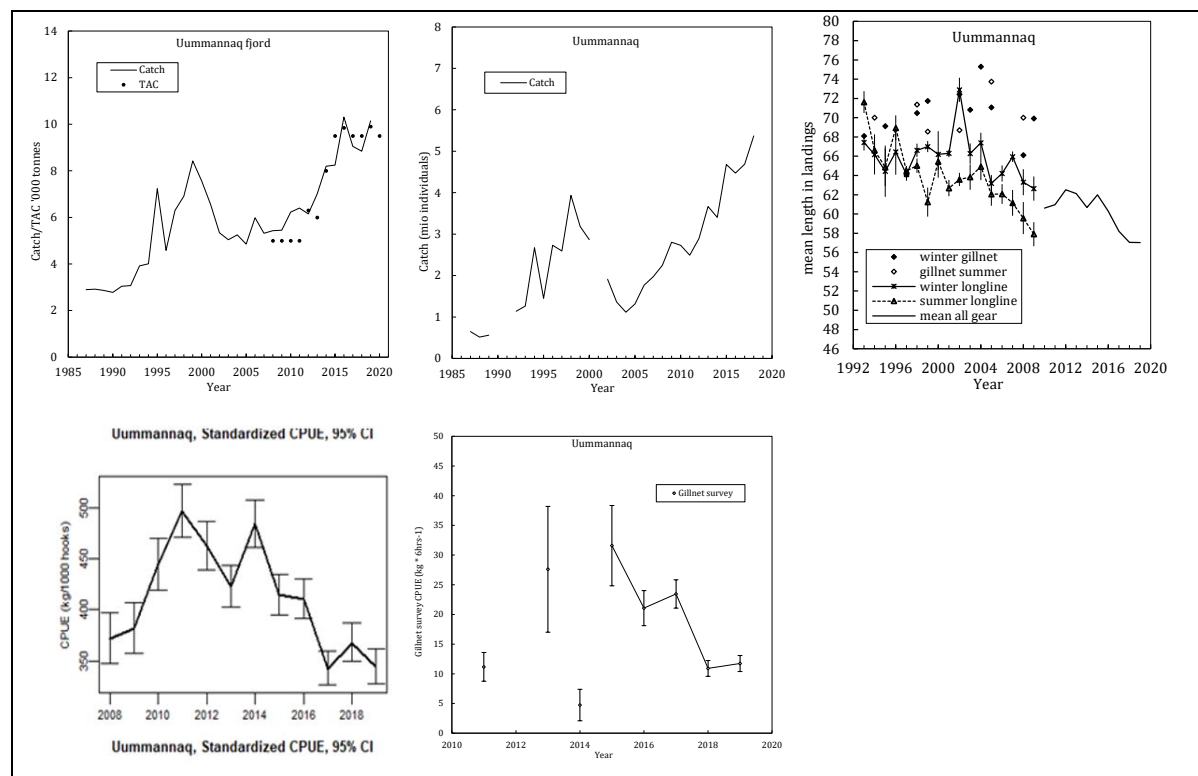 Uummannaq fjord
Catch
TAC
Catch/TAC '000 tonnes
14
12
10
8
6
4
2
0
1985 1990 1995 2000 2005 2010 2015 2020
Year
Uummannaq
Catch
Catch (mio individuals)
8
7
6
5
4
3
2
1
0
1985 1990 1995 2000 2005 2010 2015 2020
Year
Uummannaq
mean length in landings
80
78
76
74
72
70
68
66
64
62
60
58
56
54
52
50
48
46
winter gillnet
gillnet summer
winter longline
summer longline
mean all gear
1992 1996 2000 2004 2008 2012 2016 2020
Year
Uummannaq, Standardized CPUE, 95% CI
CPUE (kg/1000 hooks)
500
450
400
350
2008 2010 2012 2014 2016 2018
Uummannaq, Standardized CPUE, 95% CI
Uummannaq
Gillnet survey
Gillnet survey CPUE (kg * 6hrs-1)
50
45
40
35
30
25
20
15
10
5
0
2010 2012 2014 2016 2018 2020
Year